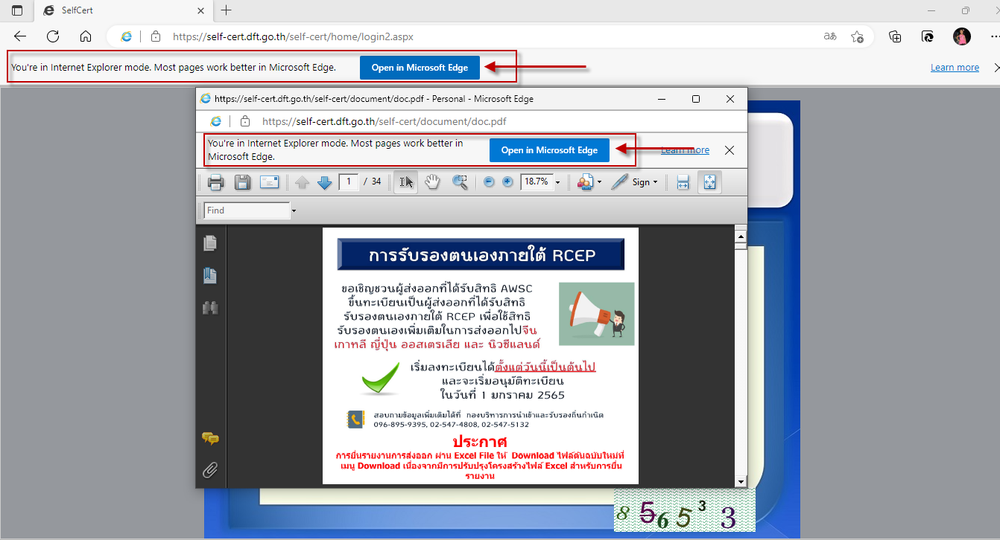 SelfCert
https://self-cert.dft.go.th/self-cert/home/login2.aspx
You're in Internet Explorer mode. Most pages work better in Microsoft Edge.
Open in Microsoft Edge
Learn more
https://self-cert.dft.go.th/self-cert/document/doc.pdf - Personal - Microsoft Edge
https://self-cert.dft.go.th/self-cert/document/doc.pdf
You're in Internet Explorer mode. Most pages work better in
Microsoft Edge.
Open in Microsoft Edge
Learn more
1 / 34
18.7%
Sign
Find
การรับรองตนเองภายใต้ RCEP
ขอเชิญชวนผู้ส่งออกที่ได้รับสิทธิ AWSC
ขึ้นทะเบียนเป็นผู้ส่งออกที่ได้รับสิทธิ
รับรองตนเองภายใต้ RCEP เพื่อใช้สิทธิ
รับรองตนเองเพิ่มเติมในการส่งออกไปจีน
เกาหลี ญี่ปุ่น ออสเตรเลีย และ นิวซีแลนด์
เริ่มลงทะเบียนได้ตั้งแต่วันนี้เป็นต้นไป
และจะเริ่มอนุมัติทะเบียน
ในวันที่ 1 มกราคม 2565
สอบถามข้อมูลเพิ่มเติมได้ที่ กองบริหารการนำเข้าและรับรองถิ่นกำเนิด
096-895-9395, 02-547-4808, 02-547-5132
ประกาศ
การยื่นรายงานการส่งออก ผ่าน Excel File ให้ Download ไฟล์ต้นฉบับใหม่ที่
เมนู Download เนื่องจากมีการปรับปรุงโครงสร้างไฟล์ Excel สำหรับการยื่น
รายงาน
8 5 6 5 3 3